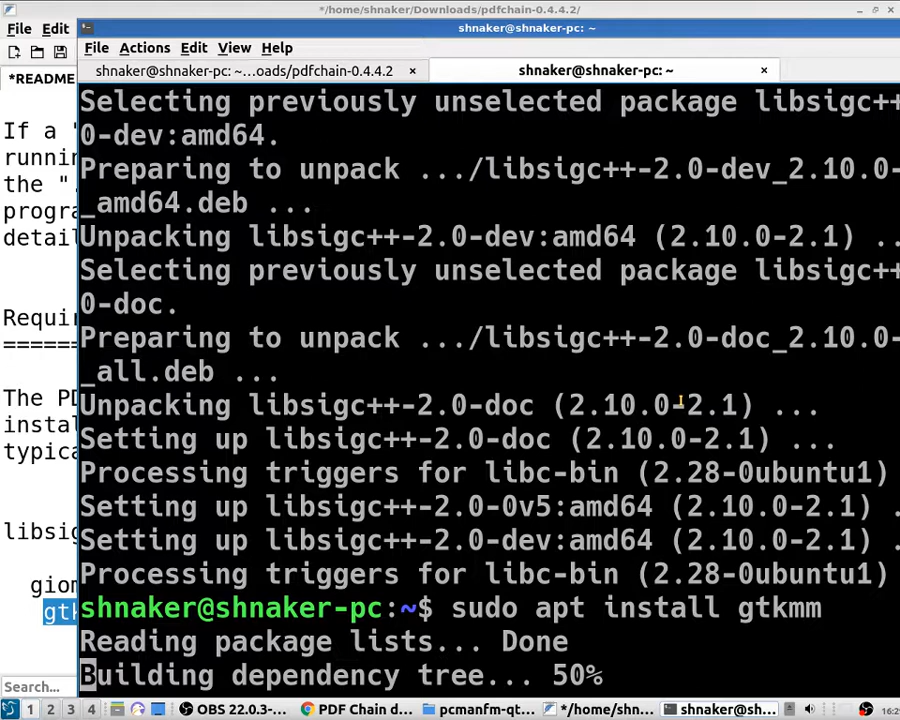 */home/shnaker/Downloads/pdfchain-0.4.4.2/
File Edit
*README
If a "
running
the ".
progra
detail
Requir
======
The PD
install
typica
libsig
giom
gtk
Search...
shnaker@shnaker-pc: ~
File Actions Edit View Help
shnaker@shnaker-pc: ~...oads/pdfchain-0.4.4.2 ×
shnaker@shnaker-pc: ~ ×
Selecting previously unselected package libsigc++
0-dev:amd64.
Preparing to unpack .../libsigc++-2.0-dev_2.10.0-
_amd64.deb ...
Unpacking libsigc++-2.0-dev:amd64 (2.10.0-2.1) ..
Selecting previously unselected package libsigc++
0-doc.
Preparing to unpack .../libsigc++-2.0-doc_2.10.0-
_all.deb ...
Unpacking libsigc++-2.0-doc (2.10.0-2.1) ...
Setting up libsigc++-2.0-doc (2.10.0-2.1) ...
Processing triggers for libc-bin (2.28-0ubuntu1)
Setting up libsigc++-2.0-0v5:amd64 (2.10.0-2.1) .
Setting up libsigc++-2.0-dev:amd64 (2.10.0-2.1) .
Processing triggers for libc-bin (2.28-0ubuntu1)
shnaker@shnaker-pc:~$ sudo apt install gtkmm
Reading package lists... Done
Building dependency tree... 50%
1 2 3 4 OBS 22.0.3-... PDF Chain d... pcmanfm-qt... */home/shn... shnaker@sh... 16:2